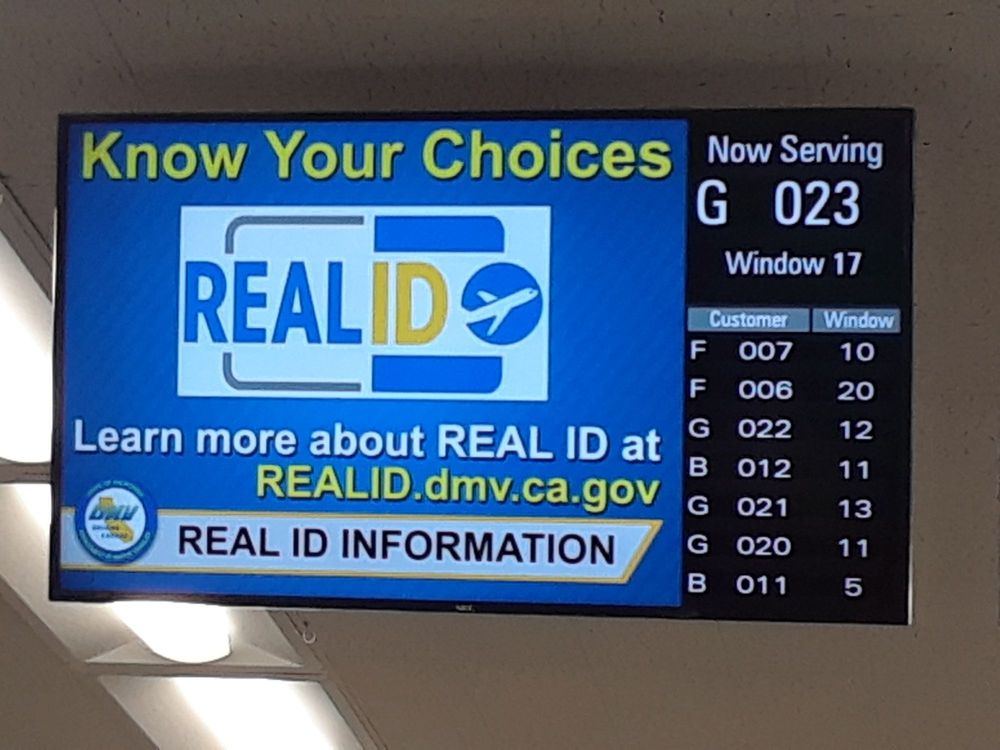 Know Your Choices
REAL ID
Learn more about REAL ID at
REALID.dmv.ca.gov
DMV
REAL ID INFORMATION
Now Serving
G 023
Window 17
Customer Window
F 007 10
F 006 20
G 022 12
B 012 11
G 021 13
G 020 11
B 011 5